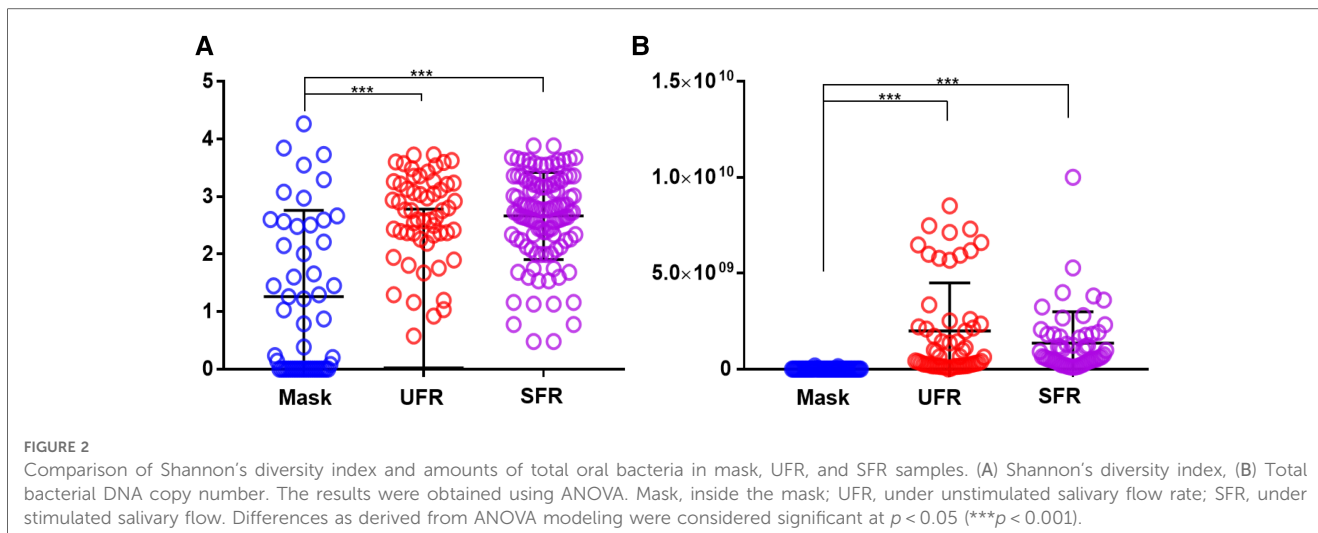 A
B
***
***
5
4
3
2
1
0
Mask
UFR
SFR
***
***
1.5×10¹⁰
1.0×10¹⁰
5.0×10⁰⁹
0
Mask
UFR
SFR
FIGURE 2
Comparison of Shannon's diversity index and amounts of total oral bacteria in mask, UFR, and SFR samples. (A) Shannon's diversity index, (B) Total
bacterial DNA copy number. The results were obtained using ANOVA. Mask, inside the mask; UFR, under unstimulated salivary flow rate; SFR, under
stimulated salivary flow. Differences as derived from ANOVA modeling were considered significant at p < 0.05 (***p < 0.001).